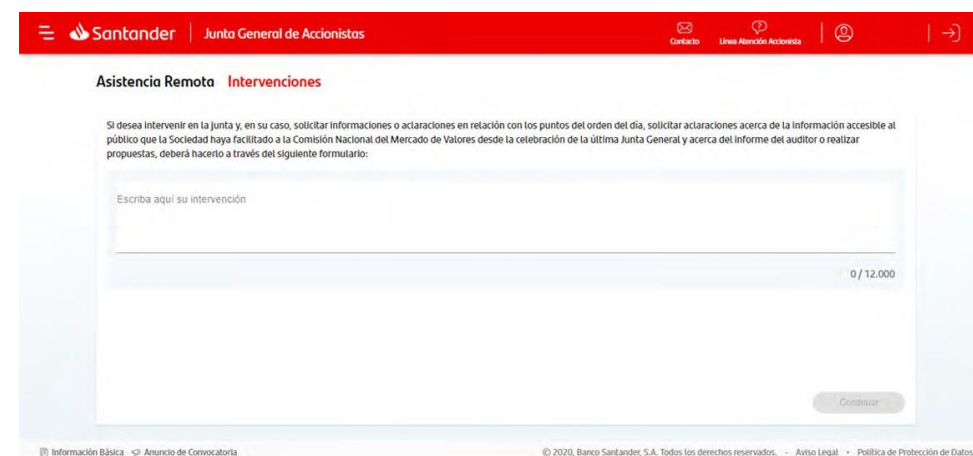 Santander Junta General de Accionistas Contacto Línea Atención Accionista
Asistencia Remota Intervenciones
Si desea intervenir en la junta y, en su caso, solicitar informaciones o aclaraciones en relación con los puntos del orden del día, solicitar aclaraciones acerca de la información accesible al
público que la Sociedad haya facilitado a la Comisión Nacional del Mercado de Valores desde la celebración de la última Junta General y acerca del informe del auditor o realizar
propuestas, deberá hacerlo a través del siguiente formulario:
Escriba aquí su intervención
0 / 12.000
Continuar
Información Básica Anuncio de Convocatoria © 2020, Banco Santander, S.A. Todos los derechos reservados. - Aviso Legal • Política de Protección de Datos